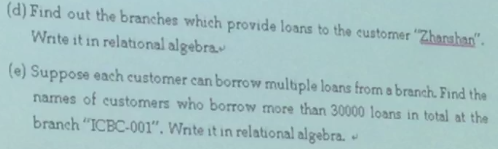 (d) Find out the branches which provide loans to the customer "Zhanshan".
Write it in relational algebra.
(e) Suppose each customer can borrow multiple loans from a branch. Find the
names of customers who borrow more than 30000 loans in total at the
branch "ICBC-001". Write it in relational algebra.